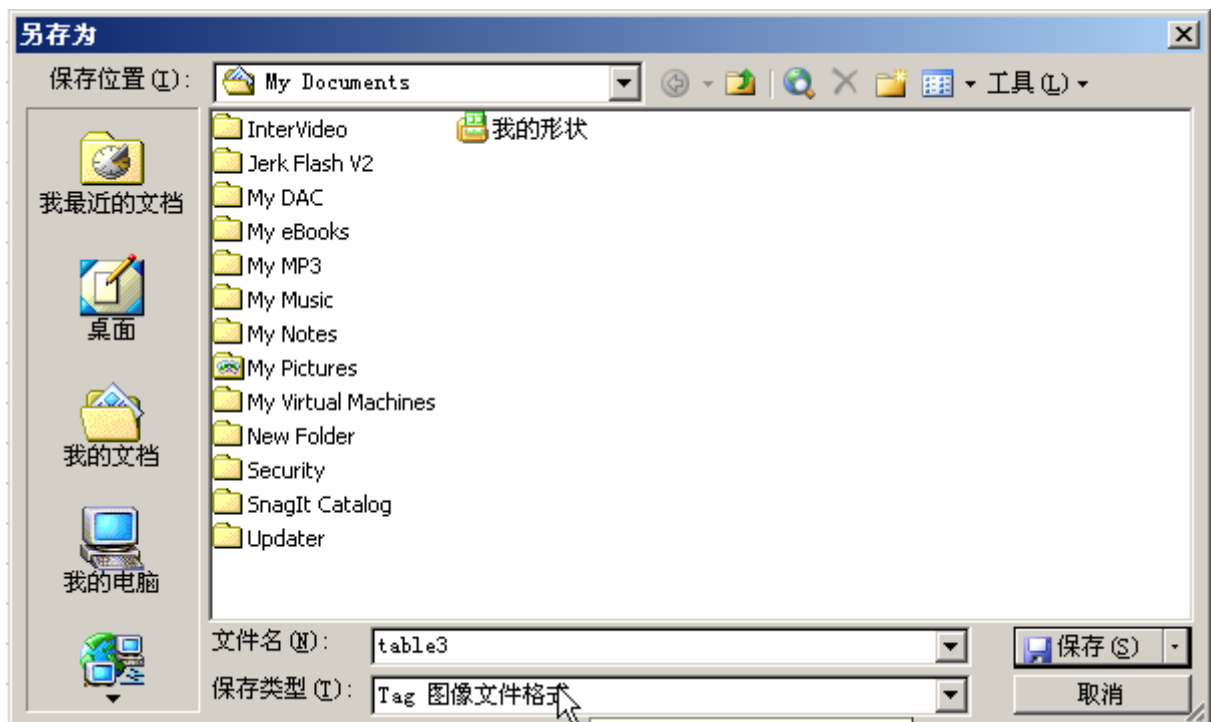 另存为
保存位置(I): My Documents 工具(L)
我最近的文档
桌面
我的文档
我的电脑
InterVideo
Jerk Flash V2
My DAC
My eBooks
My MP3
My Music
My Notes
My Pictures
My Virtual Machines
New Folder
Security
SnagIt Catalog
Updater
我的形状
文件名(N): table3 保存(S)
保存类型(T): Tag 图像文件格式 取消